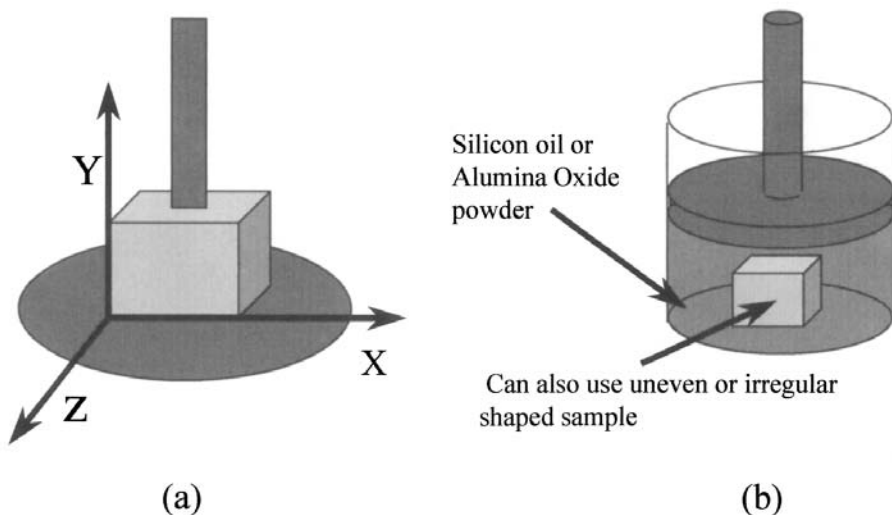 Y
X
Z
(a)
Silicon oil or
Alumina Oxide
powder
Can also use uneven or irregular
shaped sample
(b)